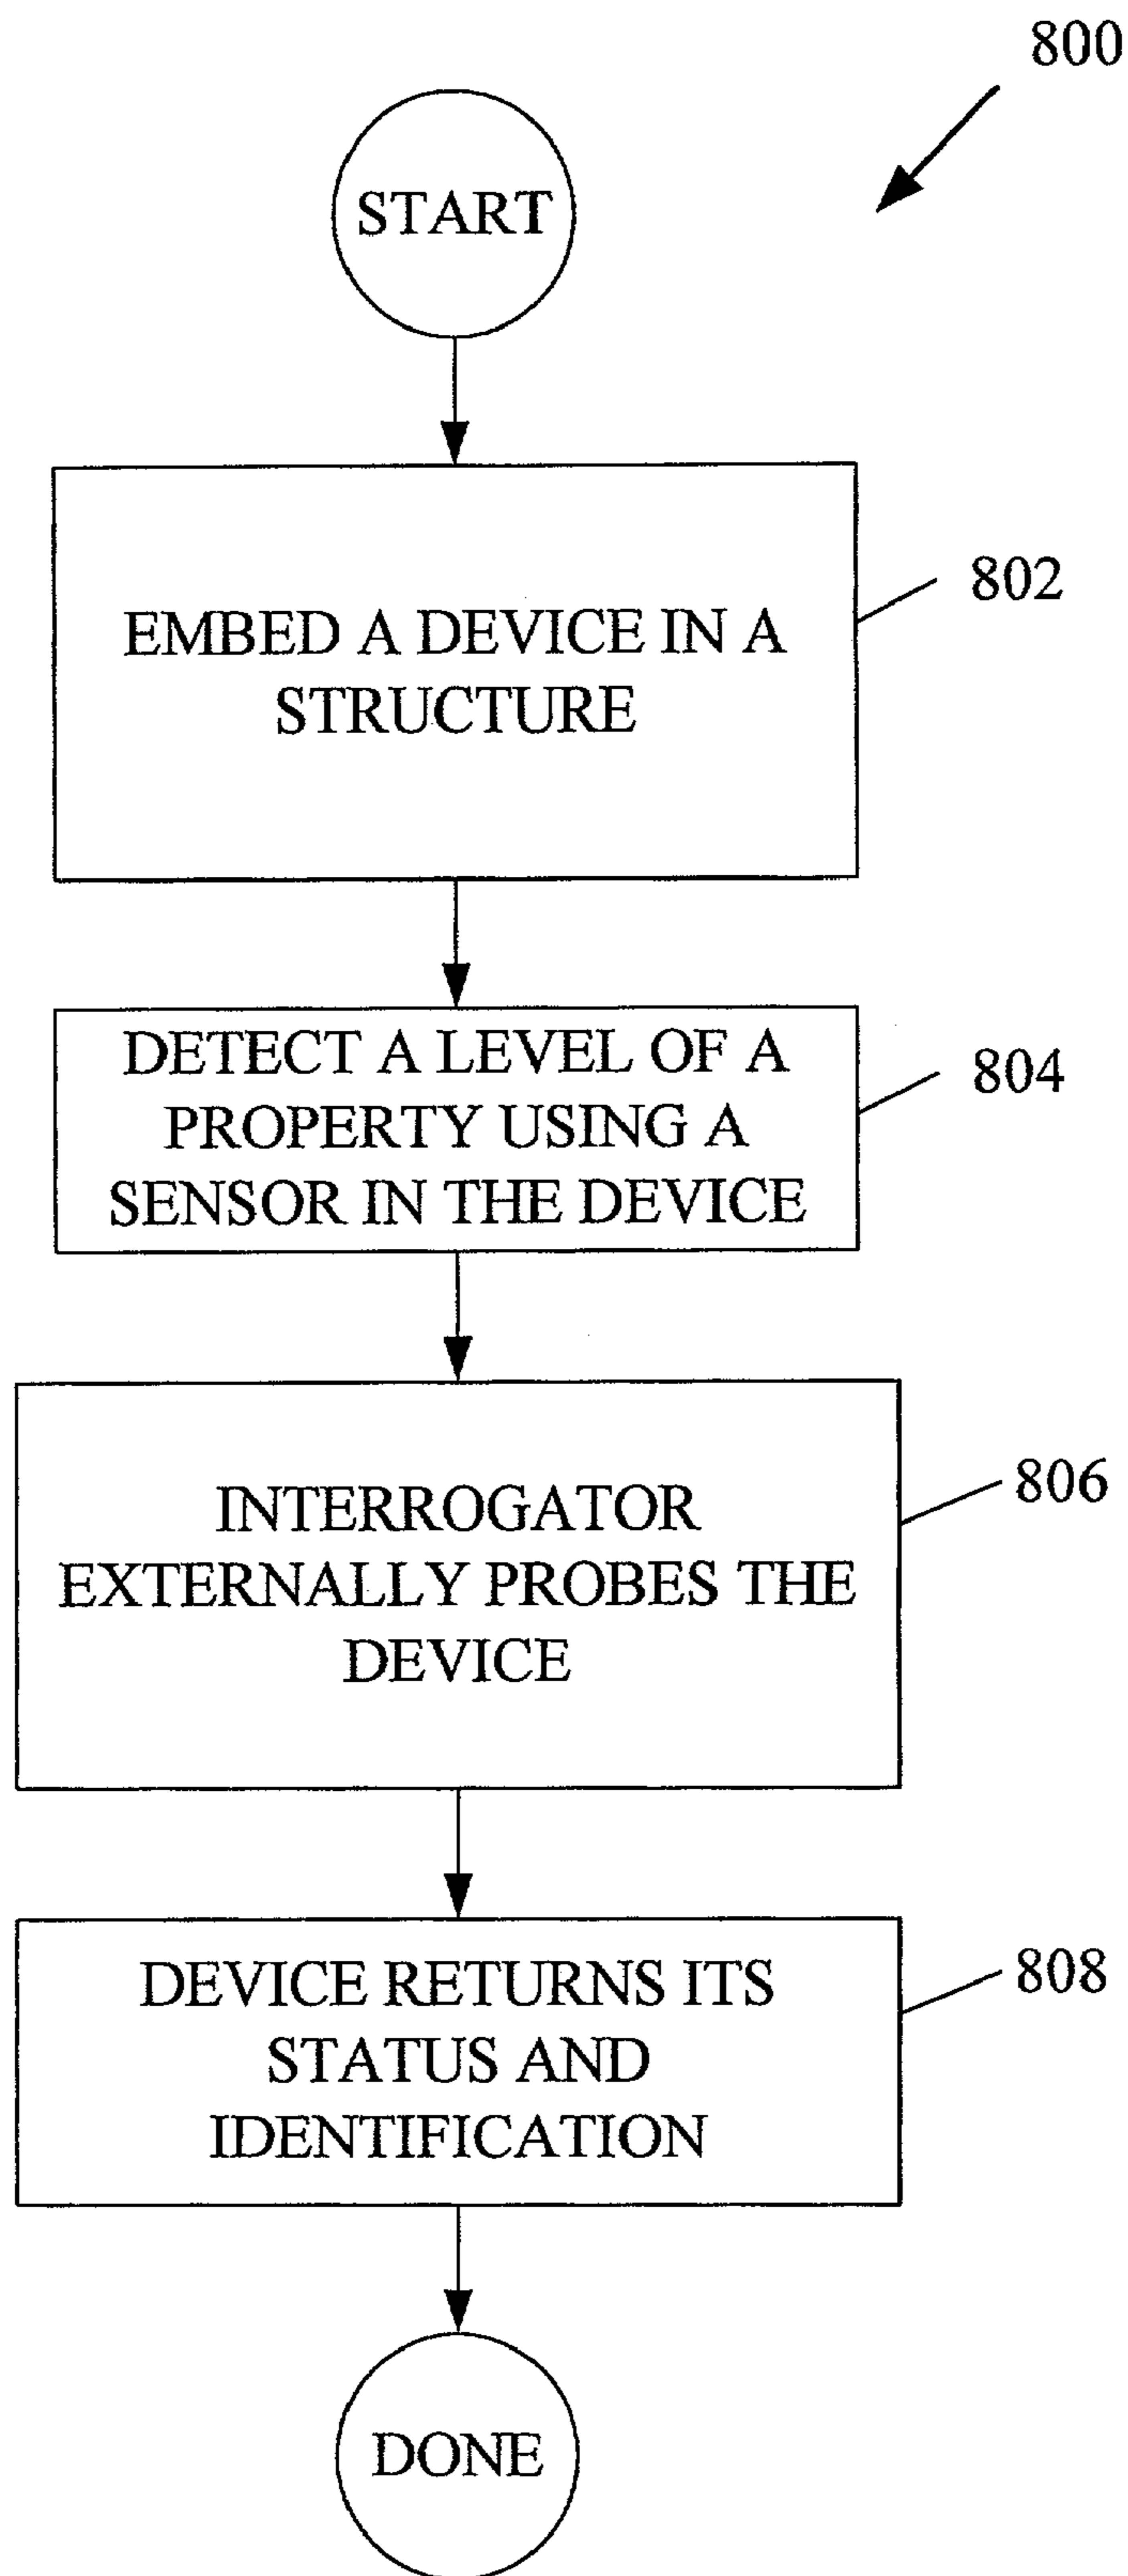 800
START
EMBED A DEVICE IN A
STRUCTURE
802
DETECT A LEVEL OF A
PROPERTY USING A
SENSOR IN THE DEVICE
804
INTERROGATOR
EXTERNALLY PROBES THE
DEVICE
806
DEVICE RETURNS ITS
STATUS AND
IDENTIFICATION
808
DONE